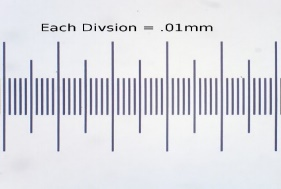 Each Divsion = .01mm